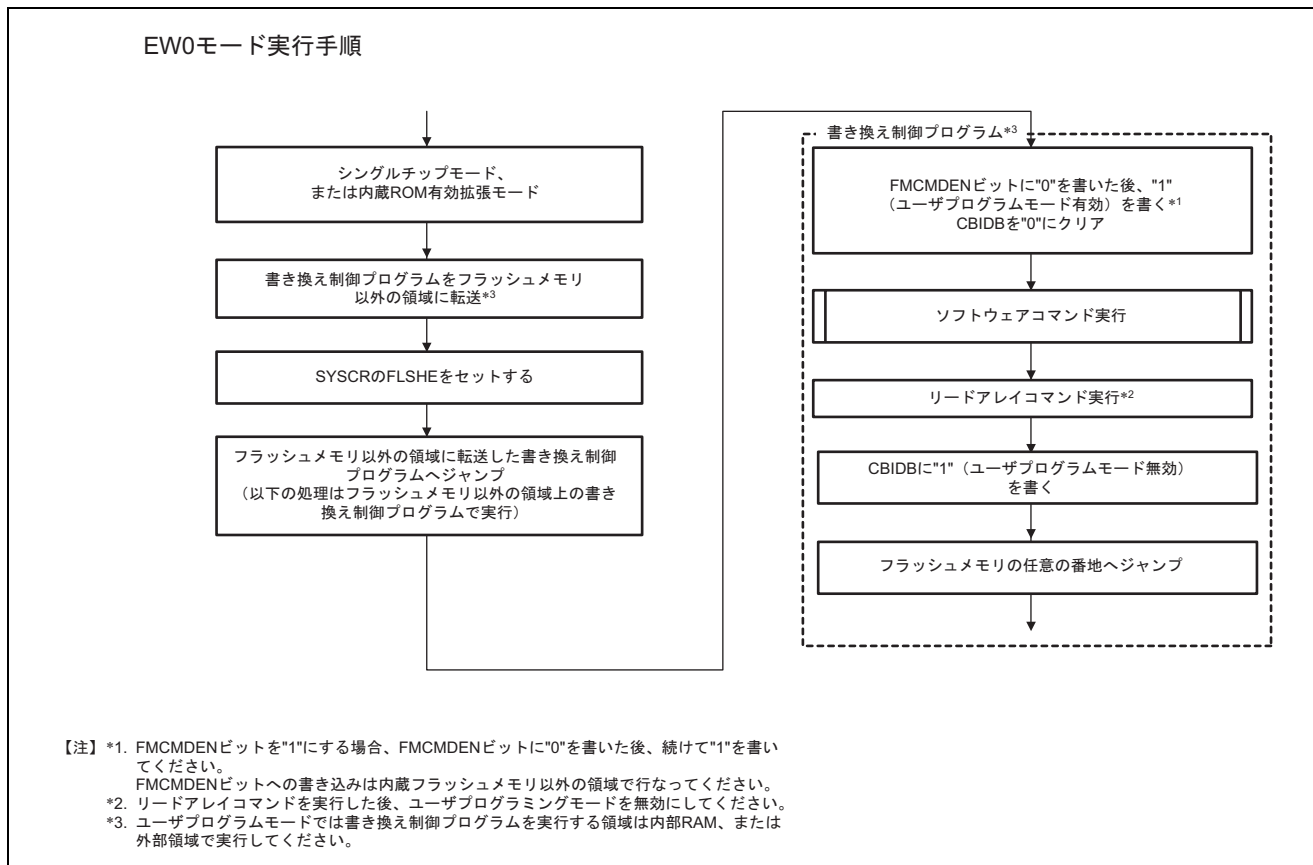 EW0モード実行手順
シングルチップモード、
または内蔵ROM有効拡張モード
書き換え制御プログラムをフラッシュメモリ
以外の領域に転送*3
SYSCRのFLSHEをセットする
フラッシュメモリ以外の領域に転送した書き換え制御
プログラムへジャンプ
(以下の処理はフラッシュメモリ以外の領域上の書き
換え制御プログラムで実行)
書き換え制御プログラム*3
FMCMDENビットに"0"を書いた後、"1"
(ユーザプログラムモード有効)を書く*1
CBIDBを"0"にクリア
ソフトウェアコマンド実行
リードアレイコマンド実行*2
CBIDBに"1"(ユーザプログラムモード無効)
を書く
フラッシュメモリの任意の番地へジャンプ
【注】*1. FMCMDENビットを"1"にする場合、FMCMDENビットに"0"を書いた後、続けて"1"を書い
てください。
FMCMDENビットへの書き込みは内蔵フラッシュメモリ以外の領域で行なってください。
*2. リードアレイコマンドを実行した後、ユーザプログラミングモードを無効にしてください。
*3. ユーザプログラムモードでは書き換え制御プログラムを実行する領域は内部RAM、または
外部領域で実行してください。